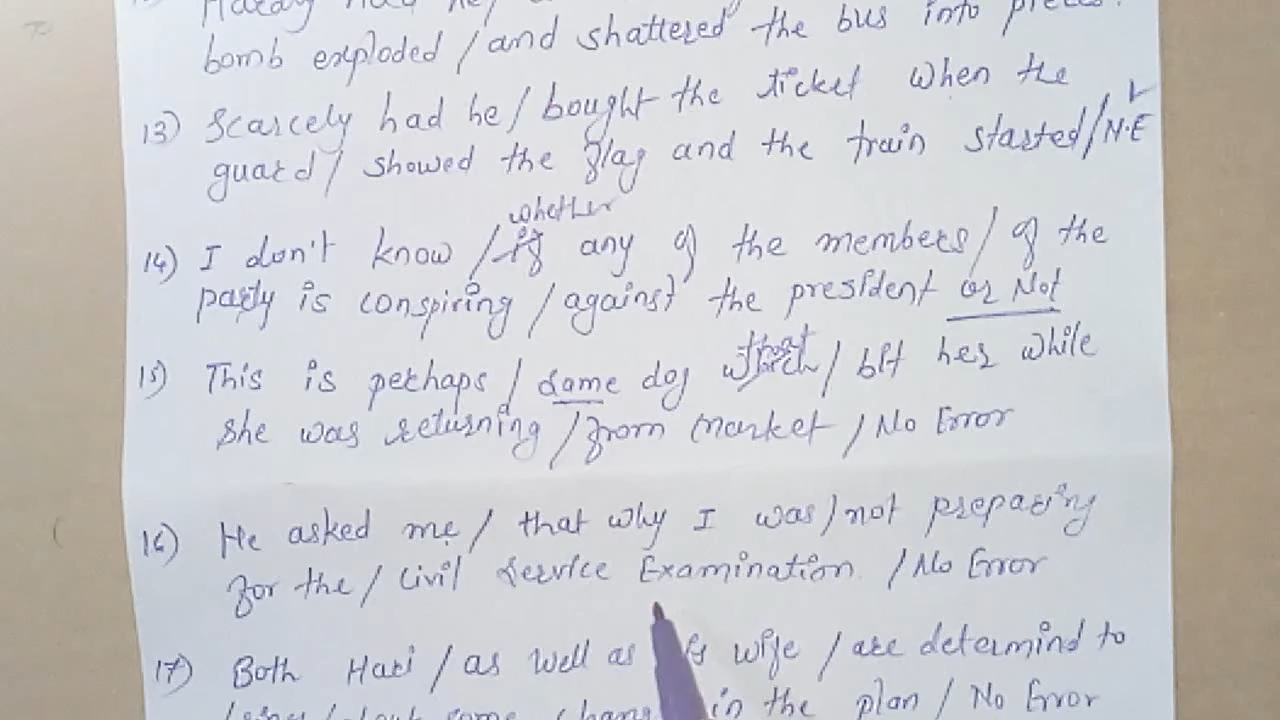 bomb exploded / and shattered the bus into
13) Scarcely had he / bought the ticket when the
guard / showed the flag and the train started / N.E
whether
14) I don't know / if any of the members / of the
party is conspiring / against the president or Not
that
15) This is perhaps / same dog which / bit her while
she was returning / from market / No Error
16) He asked me / that why I was / not preparing
for the / Civil Service Examination. / No Error
17) Both Hari / as well as wife / are determind to
some in the plan / No Error